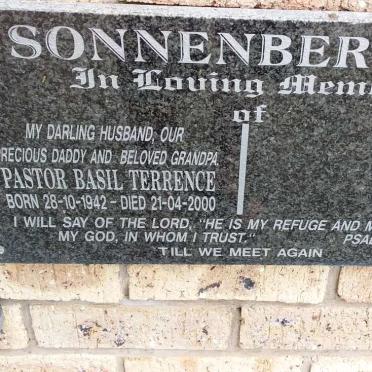 SONNENBER
In Loving Mem
of
MY DARLING HUSBAND, OUR
RECIOUS DADDY AND BELOVED GRANDPA,
PASTOR BASIL TERRENCE
BORN 28-10-1942 - DIED 21-04-2000
I WILL SAY OF THE LORD, "HE IS MY REFUGE AND M
MY GOD, IN WHOM I TRUST." PSA
TILL WE MEET AGAIN